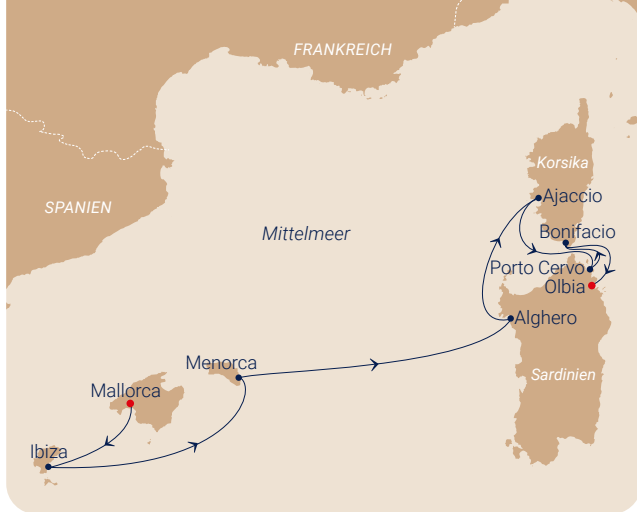 FRANKREICH
Korsika
Ajaccio
SPANIEN
Bonifacio
Mittelmeer
Porto Cervo
Olbia
Alghero
Menorca
Sardinien
Mallorca
Ibiza